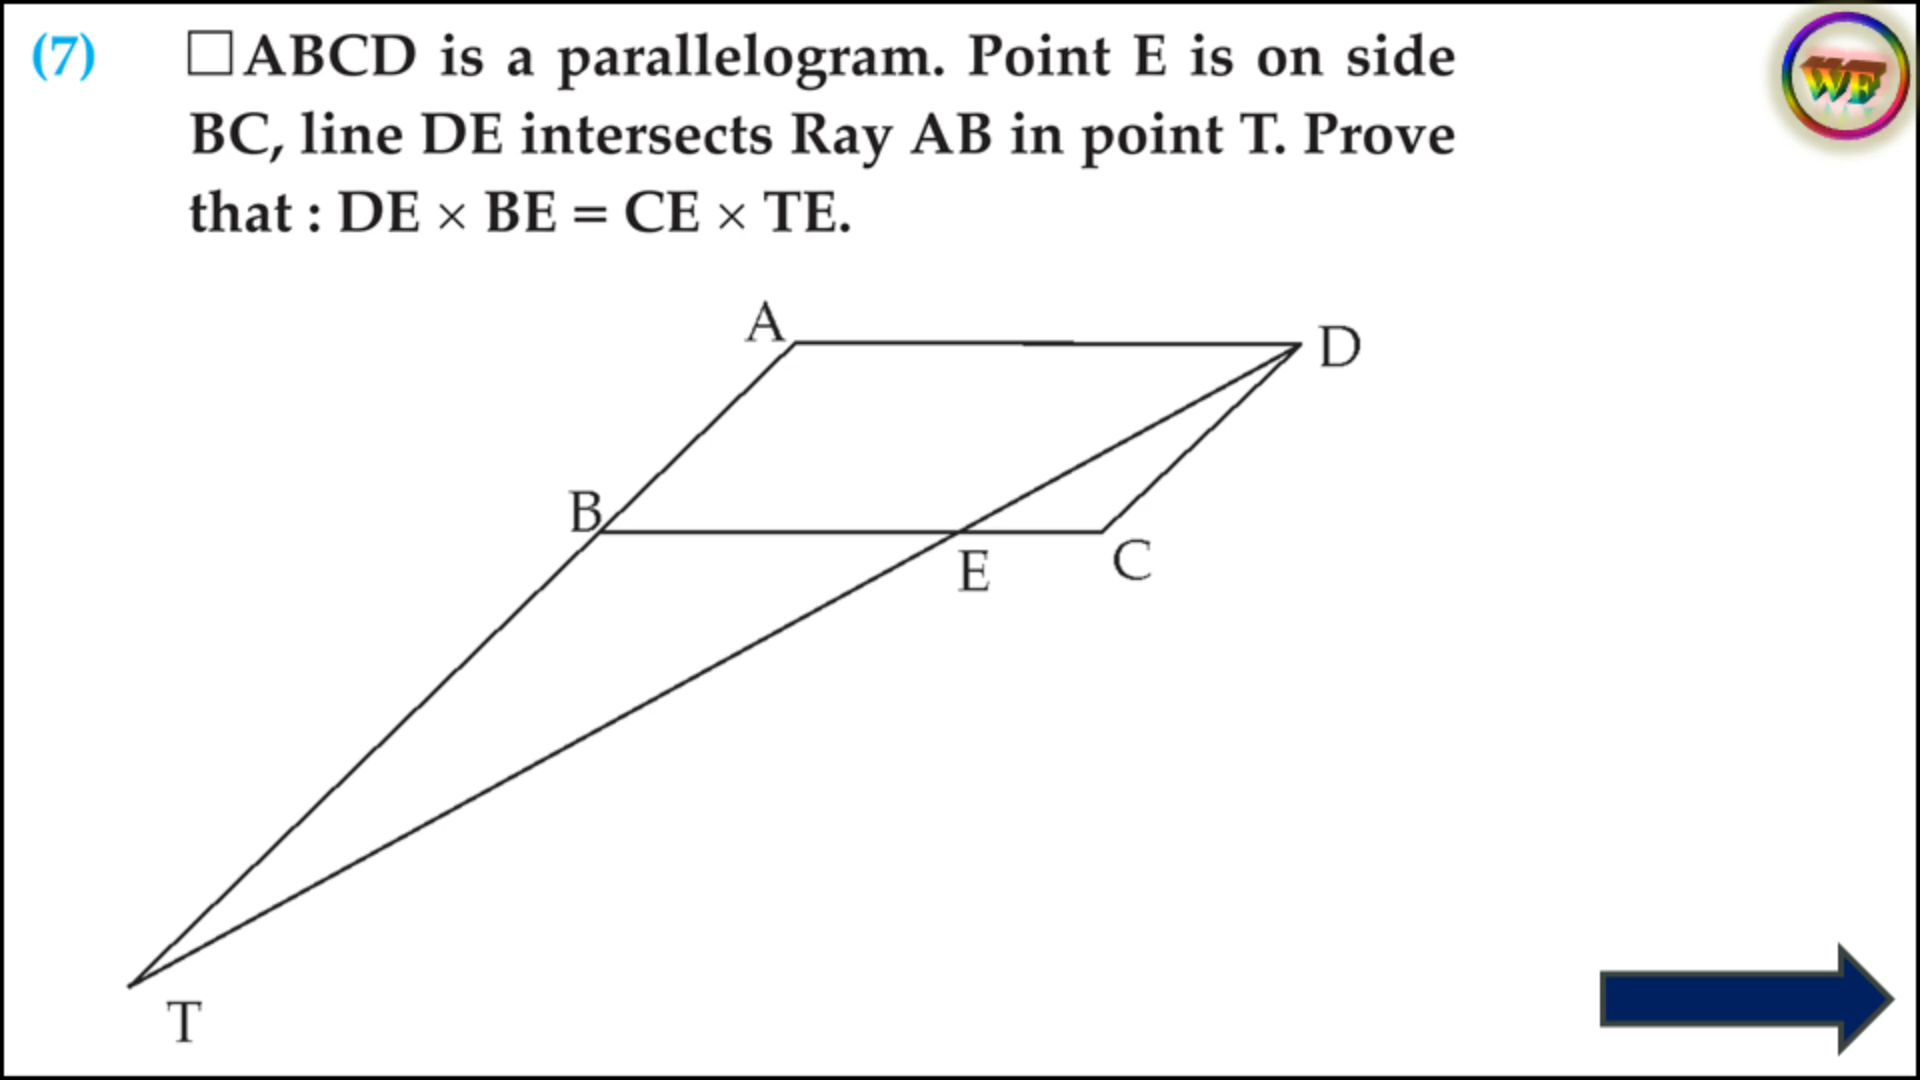 (7) □ABCD is a parallelogram. Point E is on side
BC, line DE intersects Ray AB in point T. Prove
that : DE × BE = CE × TE.
WE
A
D
B
E
C
T